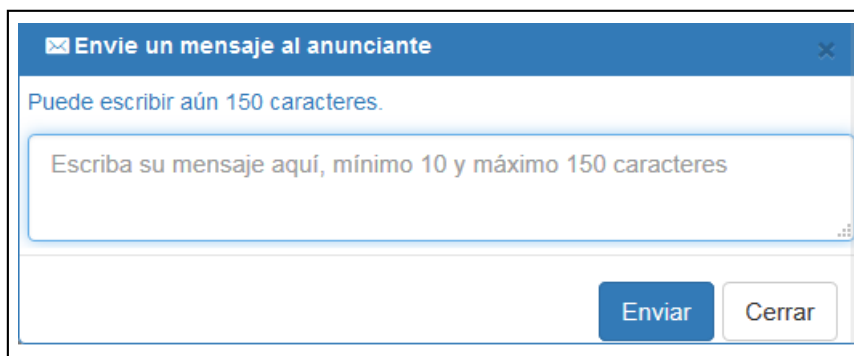 Envie un mensaje al anunciante
Puede escribir aún 150 caracteres.
Escriba su mensaje aquí, mínimo 10 y máximo 150 caracteres
Enviar Cerrar